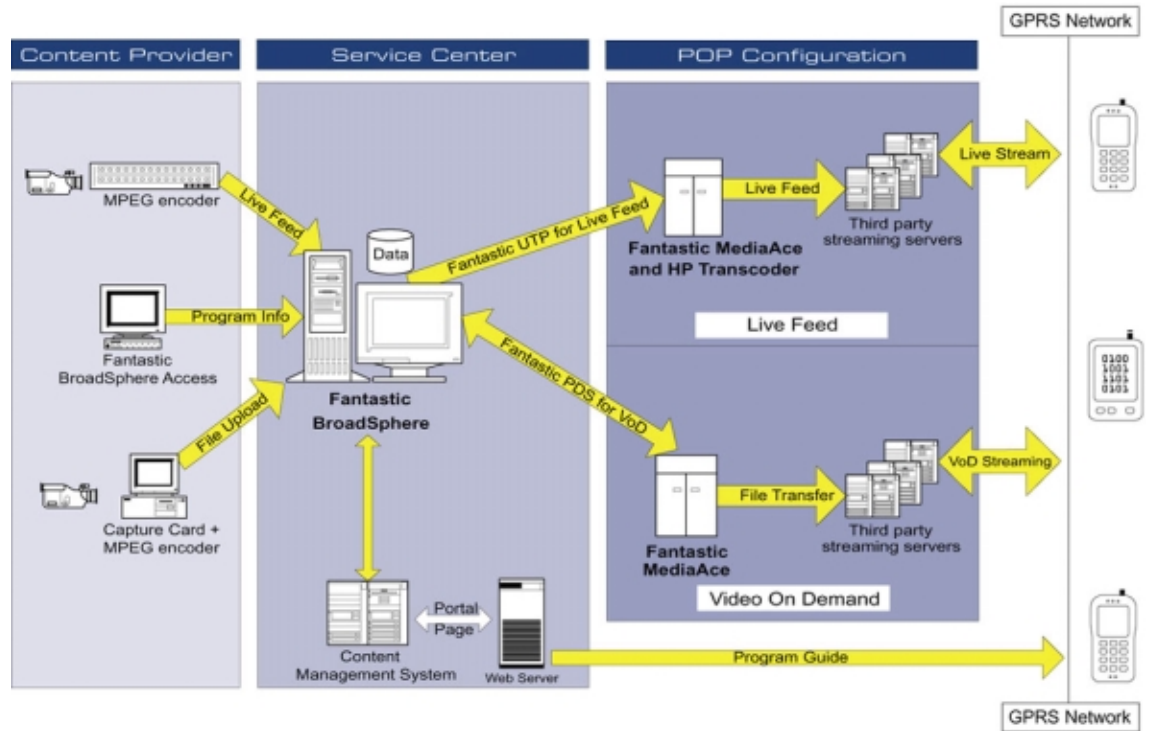 GPRS Network
Content Provider
Service Center
POP Configuration
MPEG encoder
Live Feed
Program Info
Fantastic
BroadSphere Access
File Upload
Capture Card +
MPEG encoder
Data
Fantastic
BroadSphere
Fantastic UTP for Live Feed
Fantastic PDS for VoD
Content
Management System
Portal
Page
Web Server
Fantastic MediaAce
and HP Transcoder
Live Feed
Third party
streaming servers
Live Stream
Live Feed
Fantastic
MediaAce
File Transfer
Third party
streaming servers
VoD Streaming
Video On Demand
Program Guide
0100
1001
1101
0101
GPRS Network